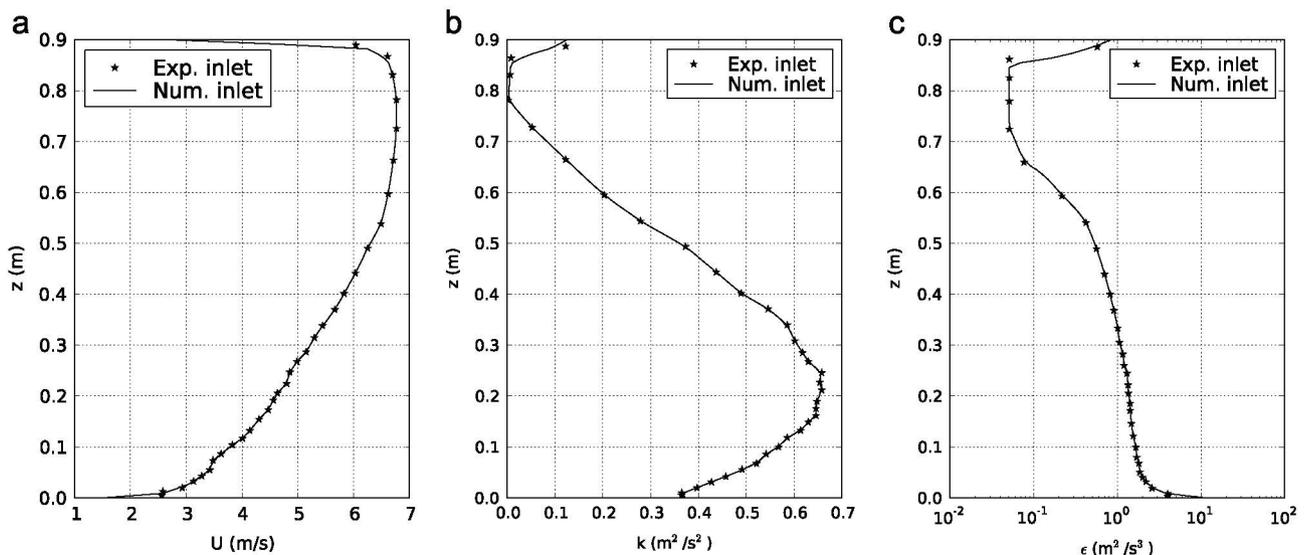 a
b
c
0.9
0.8
0.7
0.6
0.5
0.4
0.3
0.2
0.1
0.0
z (m)
Exp. inlet
Num. inlet
1 2 3 4 5 6 7
U (m/s)
0.9
0.8
0.7
0.6
0.5
0.4
0.3
0.2
0.1
0.0
z (m)
Exp. inlet
Num. inlet
0.0 0.1 0.2 0.3 0.4 0.5 0.6 0.7
k (m²/s²)
0.9
0.8
0.7
0.6
0.5
0.4
0.3
0.2
0.1
0.0
z (m)
Exp. inlet
Num. inlet
10⁻² 10⁻¹ 10⁰ 10¹ 10²
ϵ (m²/s³)